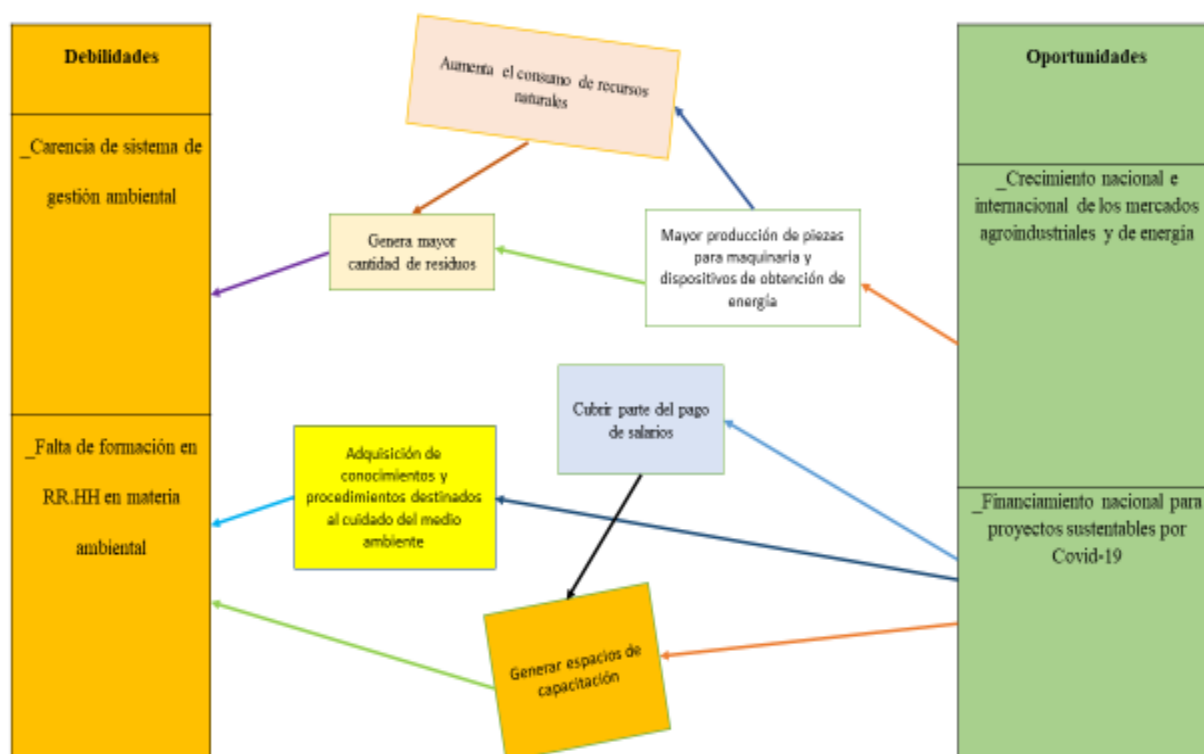 Debilidades
_Carencia de sistema de
gestión ambiental
_Falta de formación en
RR.HH en materia
ambiental
Aumenta el consumo de recursos
naturales
Genera mayor
cantidad de residuos
Mayor producción de piezas
para maquinaria y
dispositivos de obtención de
energía
Cubrir parte del pago
de salarios
Adquisición de
conocimientos y
procedimientos destinados
al cuidado del medio
ambiente
Generar espacios de
capacitación
Oportunidades
_Crecimiento nacional e
internacional de los mercados
agroindustriales y de energía
_Financiamiento nacional para
proyectos sustentables por
Covid-19